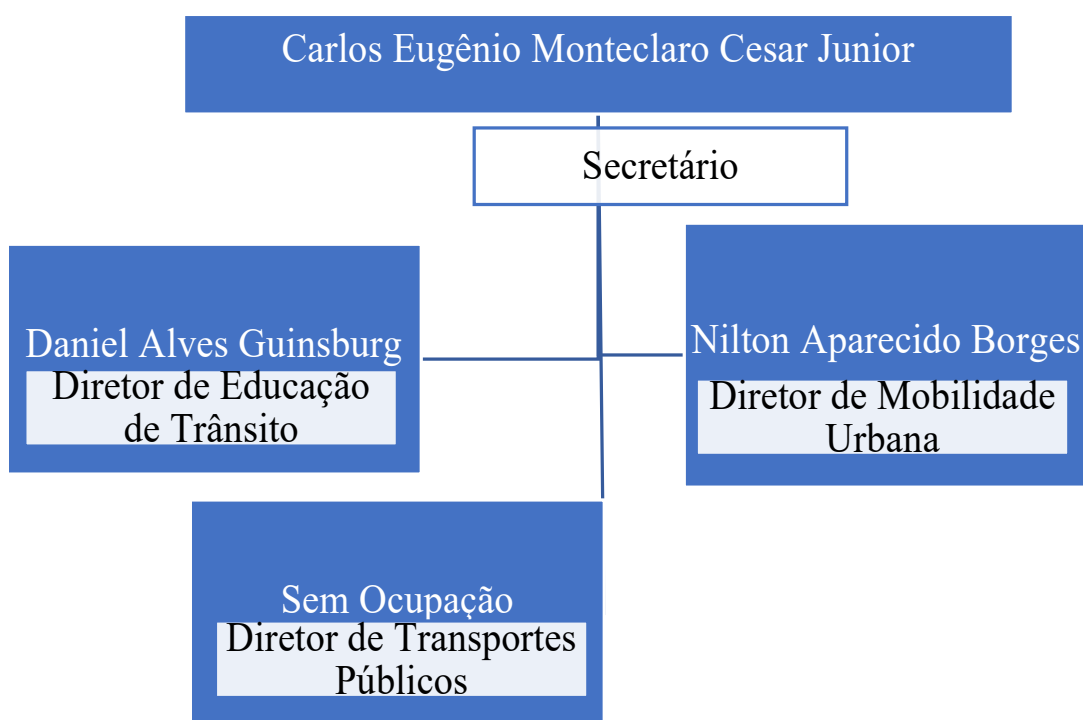 Carlos Eugênio Monteclaro Cesar Junior
Secretário
Daniel Alves Guinsburg
Diretor de Educação
de Trânsito
Nilton Aparecido Borges
Diretor de Mobilidade
Urbana
Sem Ocupação
Diretor de Transportes
Públicos